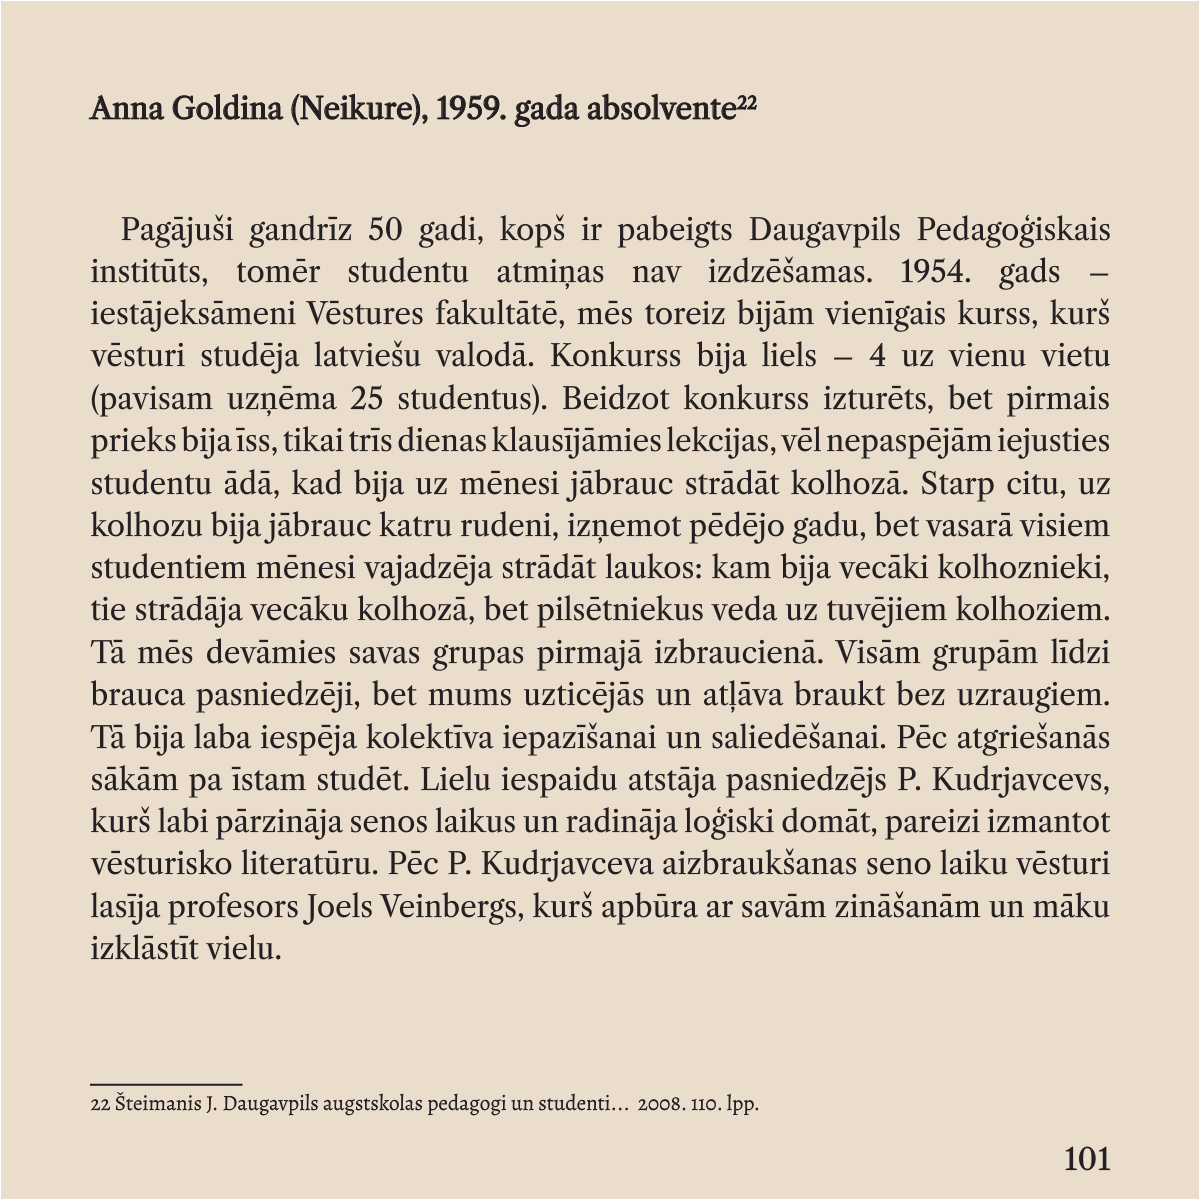 Anna Goldina (Neikure), 1959. gada absolvente²²
Pagājuši gandrīz 50 gadi, kopš ir pabeigts Daugavpils Pedagoģiskais
institūts, tomēr studentu atmiņas nav izdzēšamas. 1954. gads –
iestājeksāmeni Vēstures fakultātē, mēs toreiz bijām vienīgais kurss, kurš
vēsturi studēja latviešu valodā. Konkurss bija liels – 4 uz vienu vietu
(pavisam uzņēma 25 studentus). Beidzot konkurss izturēts, bet pirmais
prieks bija īss, tikai trīs dienas klausījāmies lekcijas, vēl nepaspējām iejusties
studentu ādā, kad bija uz mēnesi jābrauc strādāt kolhozā. Starp citu, uz
kolhozu bija jābrauc katru rudeni, izņemot pēdējo gadu, bet vasarā visiem
studentiem mēnesi vajadzēja strādāt laukos: kam bija vecāki kolhoznieki,
tie strādāja vecāku kolhozā, bet pilsētniekus veda uz tuvējiem kolhoziem.
Tā mēs devāmies savas grupas pirmajā izbraucienā. Visām grupām līdzi
brauca pasniedzēji, bet mums uzticējās un atļāva braukt bez uzraugiem.
Tā bija laba iespēja kolektīva iepazīšanai un saliedēšanai. Pēc atgriešanās
sākām pa īstam studēt. Lielu iespaidu atstāja pasniedzējs P. Kudrjavcevs,
kurš labi pārzināja senos laikus un radināja loģiski domāt, pareizi izmantot
vēsturisko literatūru. Pēc P. Kudrjavceva aizbraukšanas seno laiku vēsturi
lasīja profesors Joels Veinbergs, kurš apbūra ar savām zināšanām un māku
izklāstīt vielu.
22 Šteimanis J. Daugavpils augstskolas pedagogi un studenti… 2008. 110. lpp.
101